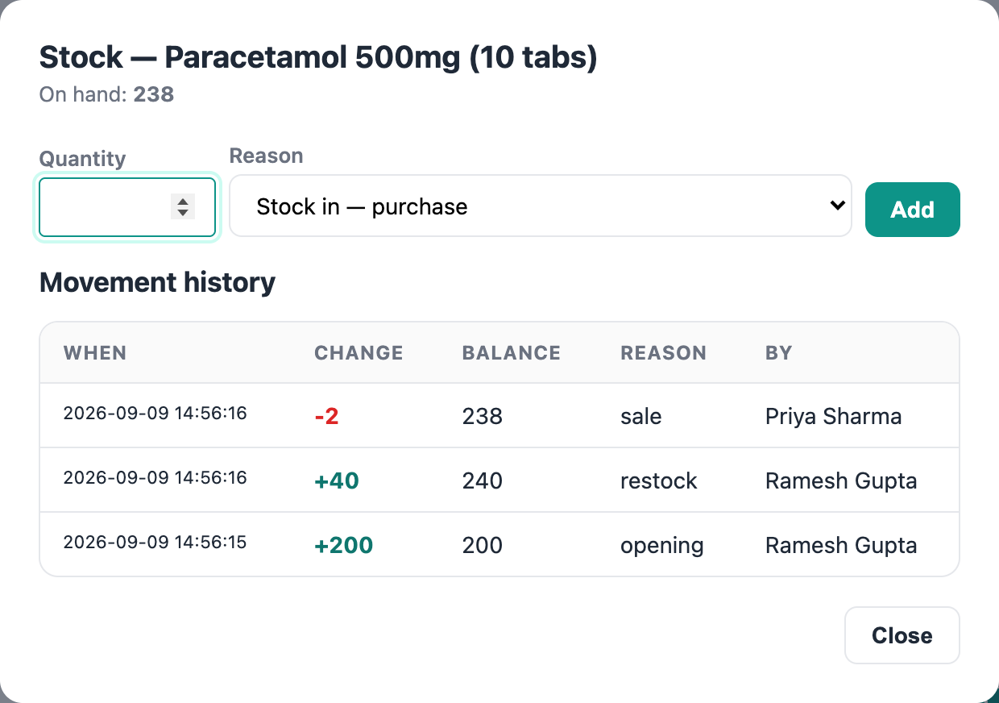 Stock — Paracetamol 500mg (10 tabs)
On hand: 238
Quantity
Reason
Stock in — purchase
Add
Movement history
WHEN CHANGE BALANCE REASON BY
2026-09-09 14:56:16 -2 238 sale Priya Sharma
2026-09-09 14:56:16 +40 240 restock Ramesh Gupta
2026-09-09 14:56:15 +200 200 opening Ramesh Gupta
Close